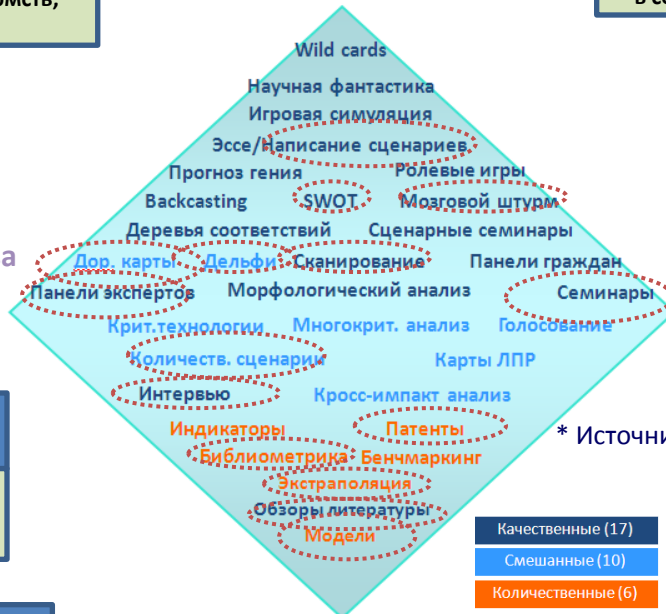 омств,
в со
Wild cards
Научная фантастика
Игровая симуляция
Эссе/Написание сценариев
Прогноз гения Ролевые игры
Backcasting SWOT Мозговой штурм
Деревья соответствий Сценарные семинары
а Дор. карты Дельфи Сканирование Панели граждан
Панели экспертов Морфологический анализ Семинары
Крит.технологии Многокрит. анализ Голосование
Количеств. сценарии Карты ЛПР
Интервью Кросс-импакт анализ
Индикаторы Патенты * Источни
Библиометрика Бенчмаркинг
Экстраполяция
Обзоры литературы
Модели
Качественные (17)
Смешанные (10)
Количественные (6)